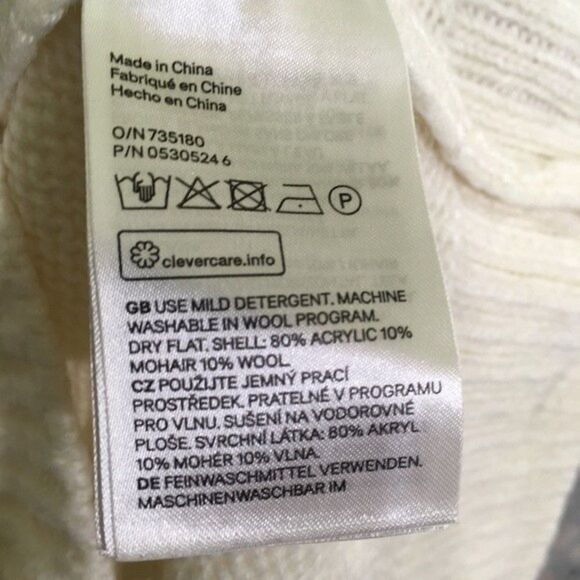 Made in China
Fabriqué en Chine
Hecho en China
O/N 735180
P/N 0530524 6
P
clevercare.info
GB USE MILD DETERGENT. MACHINE
WASHABLE IN WOOL PROGRAM.
DRY FLAT. SHELL: 80% ACRYLIC 10%
MOHAIR 10% WOOL
CZ POUŽIJTE JEMNÝ PRACÍ
PROSTŘEDEK. PRATELNÉ V PROGRAMU
PRO VLNU. SUŠENÍ NA VODOROVNÉ
PLOŠE. SVRCHNÍ LÁTKA: 80% AKRYL
10% MOHÉR 10% VLNA.
DE FEINWASCHMITTEL VERWENDEN.
MASCHINENWASCHBAR IM